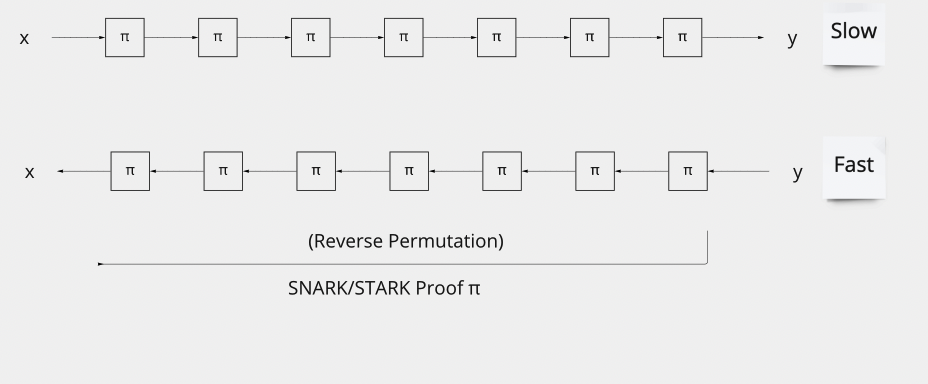 x π π π π π π π y Slow
x π π π π π π π y Fast
(Reverse Permutation)
SNARK/STARK Proof π